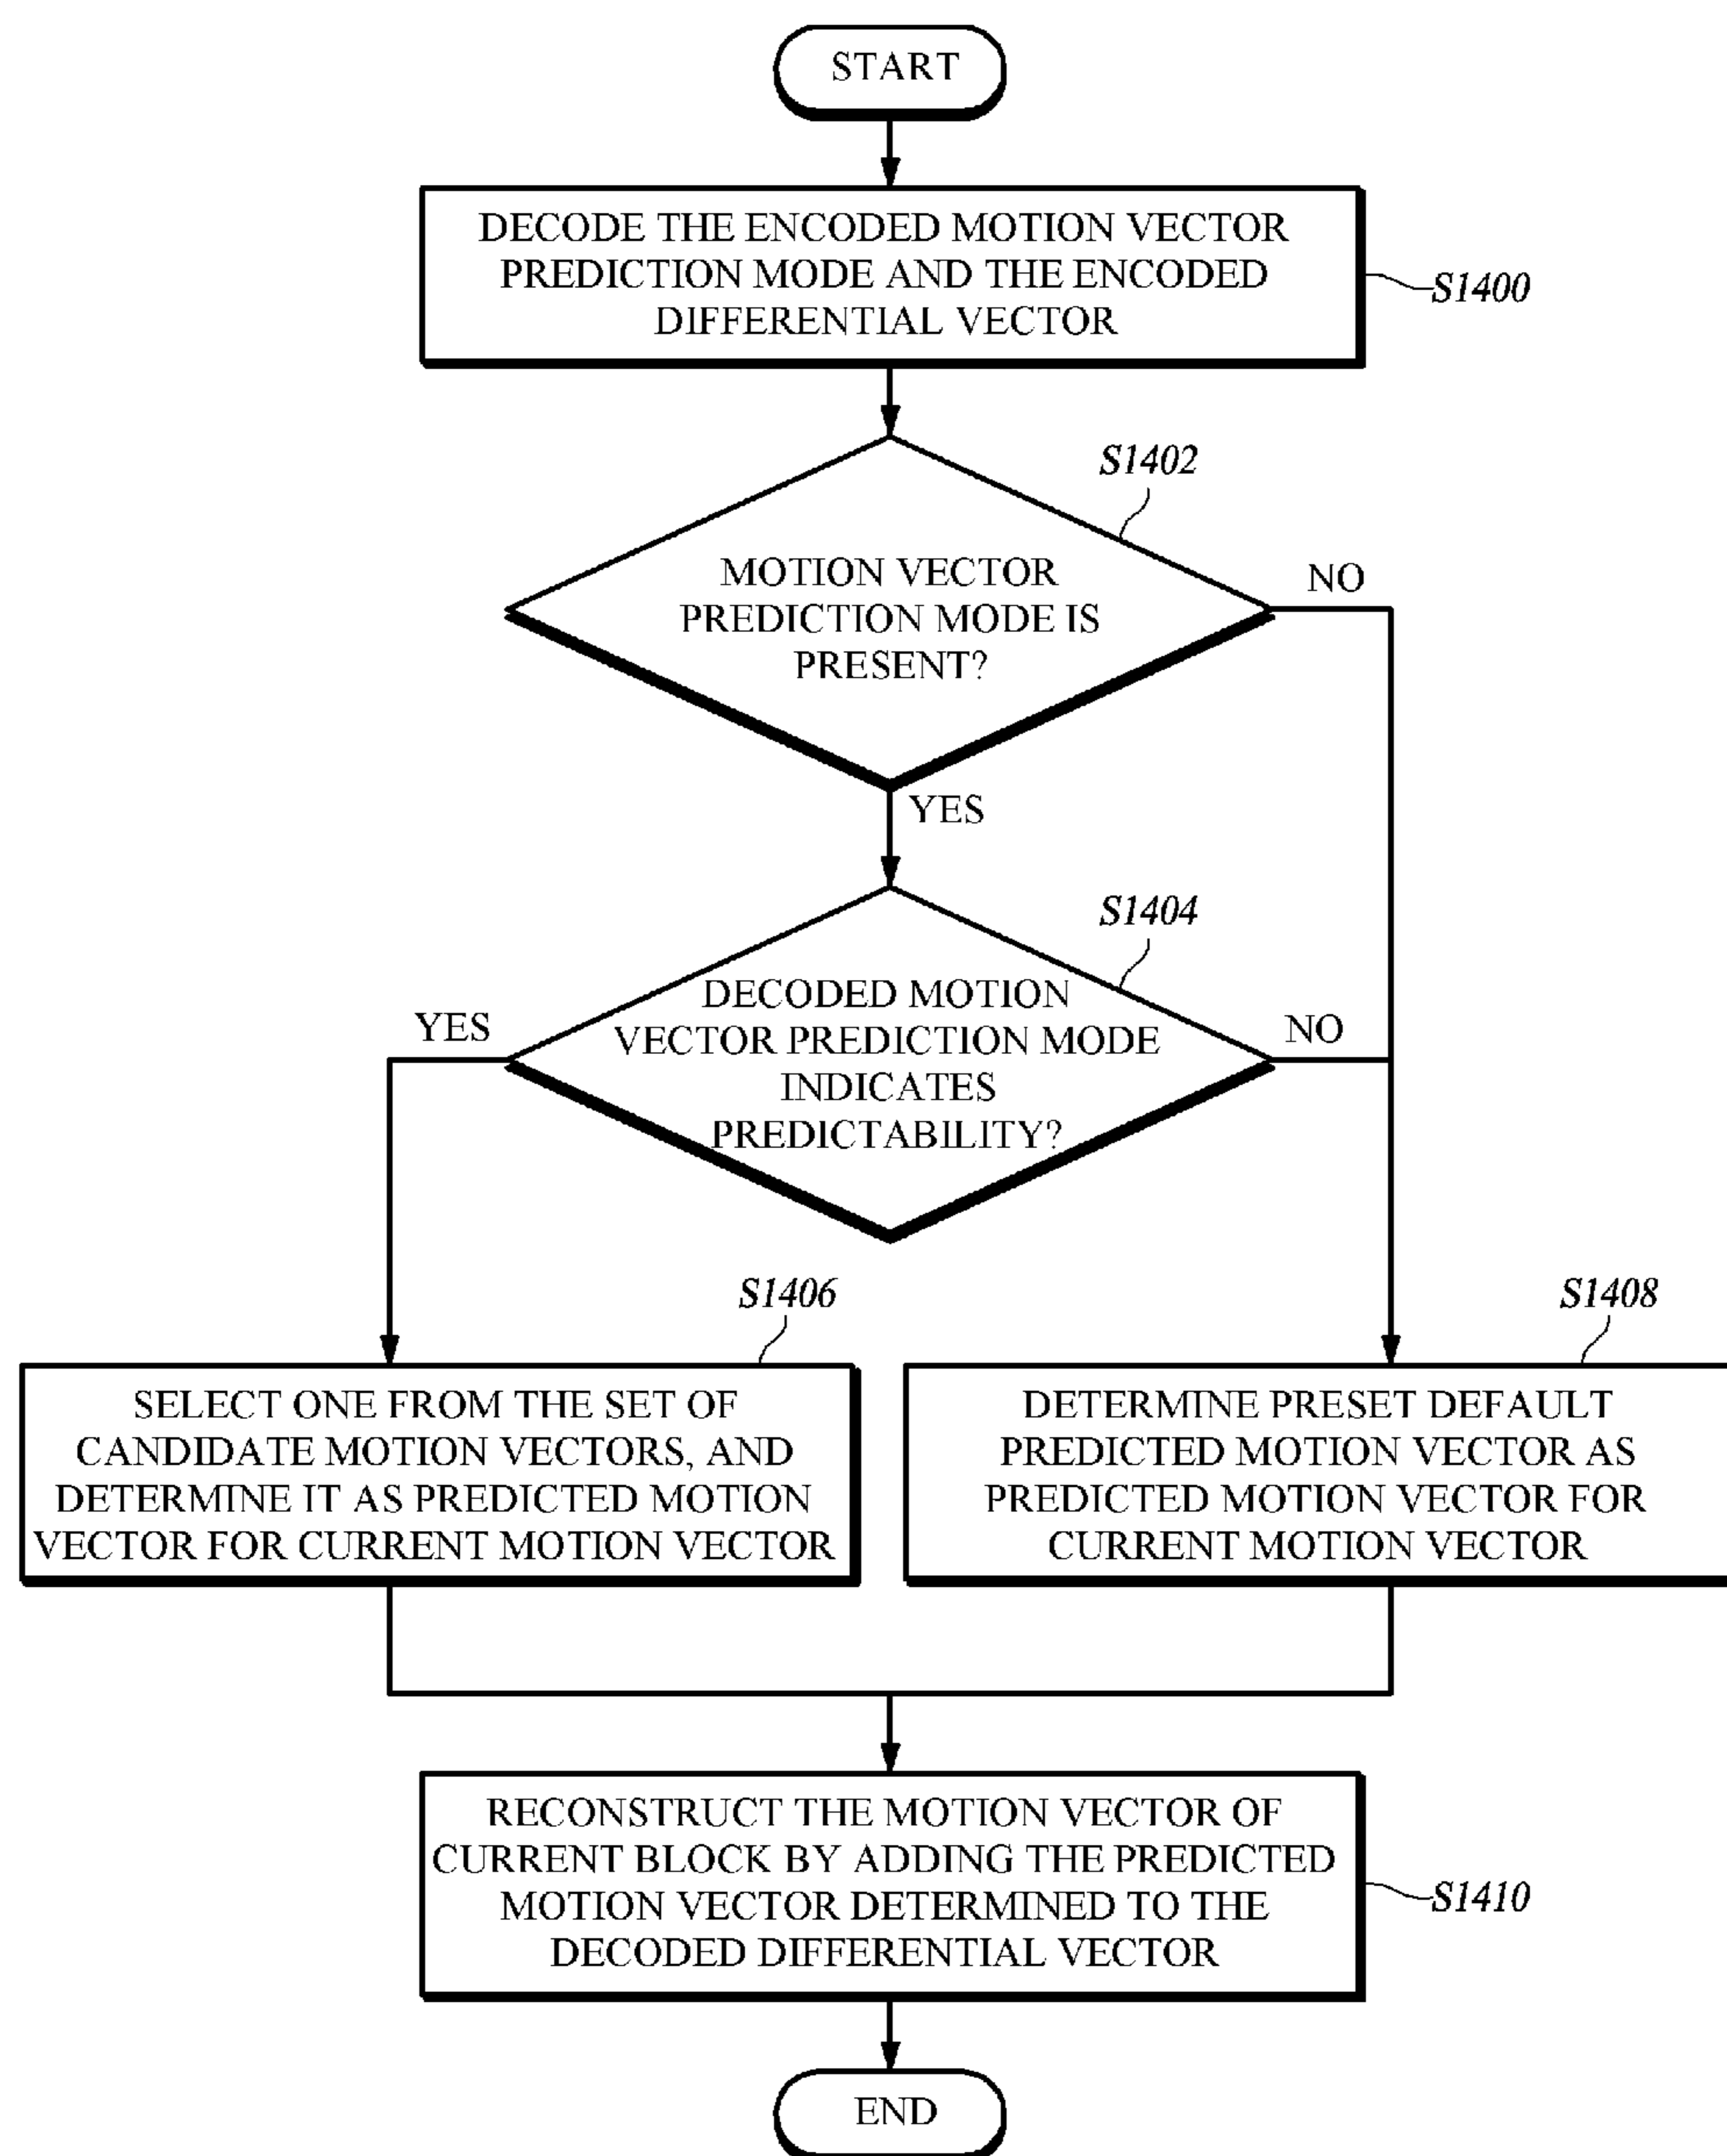 START
DECODE THE ENCODED MOTION VECTOR
PREDICTION MODE AND THE ENCODED
DIFFERENTIAL VECTOR
S1400
S1402
MOTION VECTOR
PREDICTION MODE IS
PRESENT?
NO
YES
S1404
DECODED MOTION
VECTOR PREDICTION MODE
INDICATES
PREDICTABILITY?
YES
NO
S1406
SELECT ONE FROM THE SET OF
CANDIDATE MOTION VECTORS, AND
DETERMINE IT AS PREDICTED MOTION
VECTOR FOR CURRENT MOTION VECTOR
S1408
DETERMINE PRESET DEFAULT
PREDICTED MOTION VECTOR AS
PREDICTED MOTION VECTOR FOR
CURRENT MOTION VECTOR
RECONSTRUCT THE MOTION VECTOR OF
CURRENT BLOCK BY ADDING THE PREDICTED
MOTION VECTOR DETERMINED TO THE
DECODED DIFFERENTIAL VECTOR
S1410
END